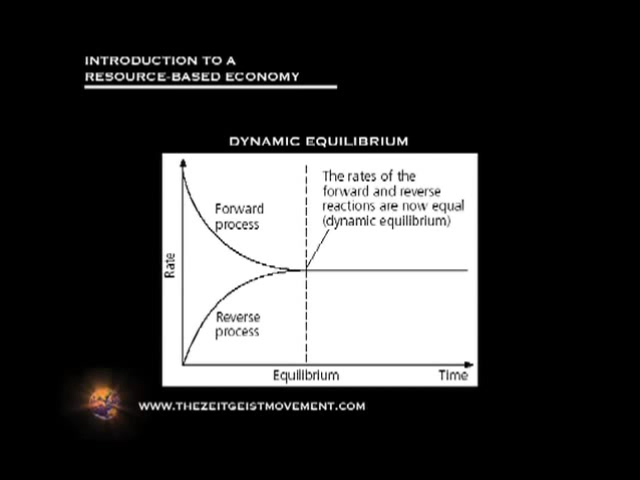 INTRODUCTION TO A
RESOURCE-BASED ECONOMY
DYNAMIC EQUILIBRIUM
The rates of the
forward and reverse
reactions are now equal
(dynamic equilibrium)
Forward
process
Rate
Reverse
process
Equilibrium
Time
WWW.THEZEITGEISTMOVEMENT.COM